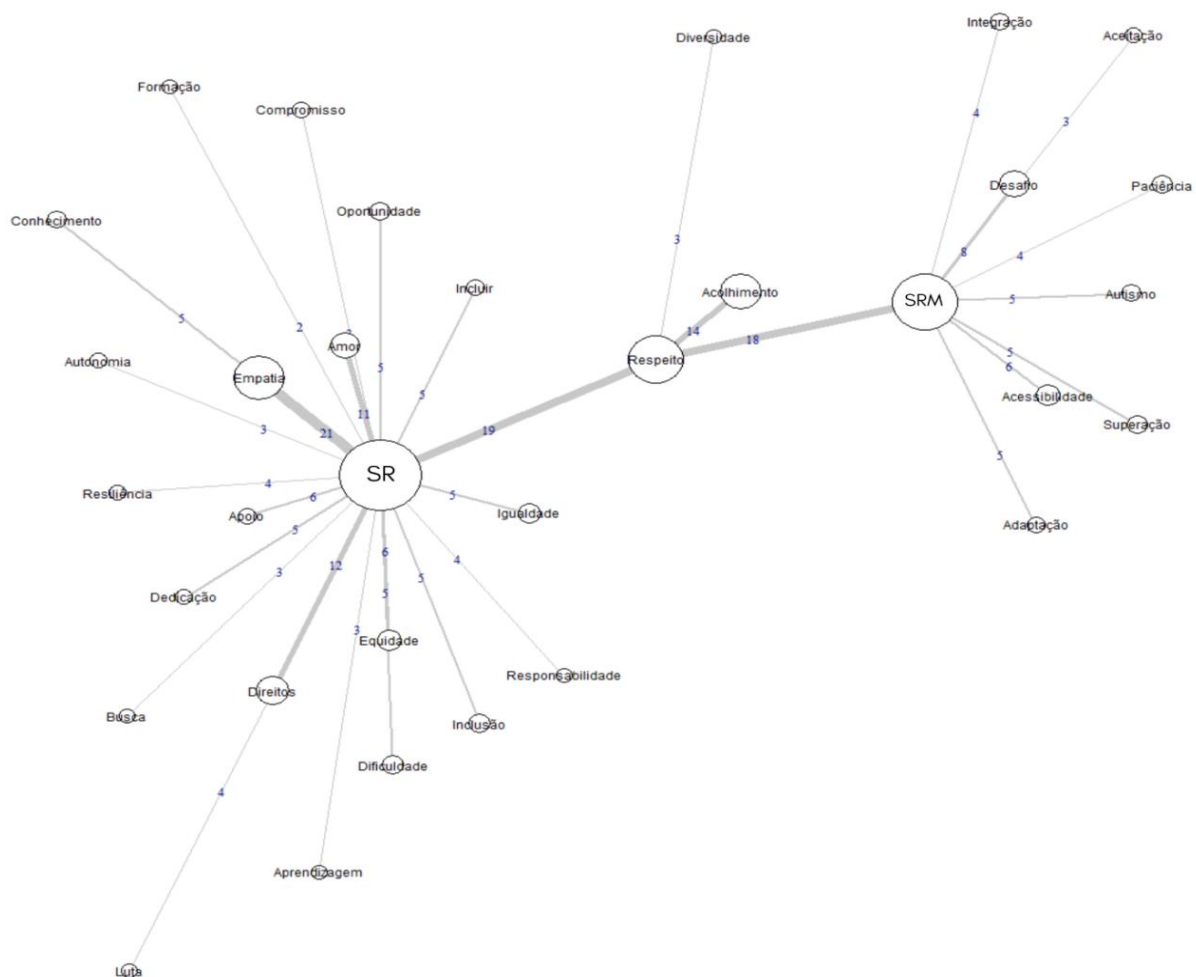 Integração
Aceitação
Diversidade
Formação
Compromisso
4
3
Desafio
Paciência
Oportunidade
Conhecimento
3
8
4
Incluir
Acolhimento
SRM
5
Autismo
5
2
14
18
Amor
Respeito
5
Autonomia
Empatia
5
6
5
Acessibilidade
11
3
21
19
Superação
5
SR
4
Resiliência
6
5
Apoio
Igualdade
5
Adaptação
5
6
4
3
12
5
5
Dedicação
3
Equidade
Responsabilidade
Direitos
Busca
Inclusão
Dificuldade
4
Aprendizagem
Luta